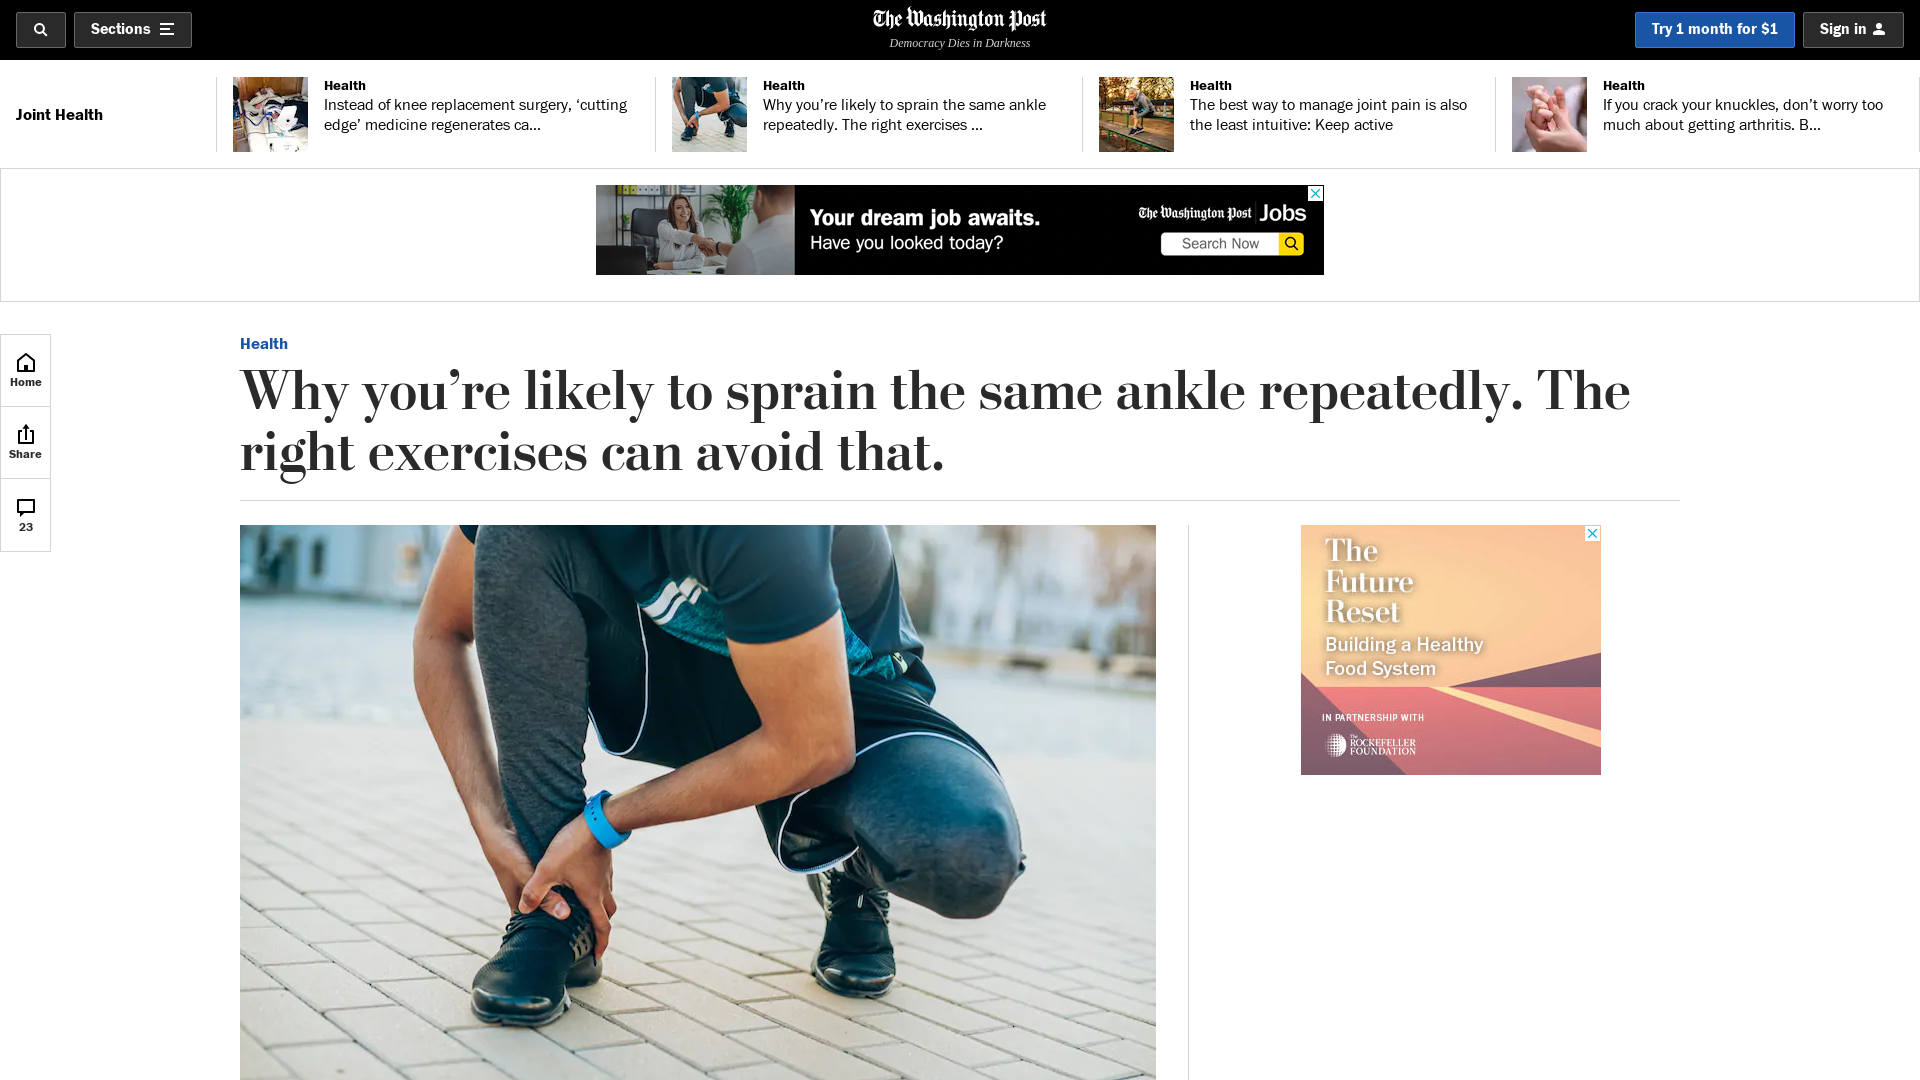 Sections
The Washington Post
Democracy Dies in Darkness
Try 1 month for $1
Sign in
Joint Health
Health
Instead of knee replacement surgery, ‘cutting
edge’ medicine regenerates ca...
Health
Why you’re likely to sprain the same ankle
repeatedly. The right exercises ...
Health
The best way to manage joint pain is also
the least intuitive: Keep active
Health
If you crack your knuckles, don’t worry too
much about getting arthritis. B...
Your dream job awaits.
Have you looked today?
The Washington Post Jobs
Search Now
Home
Share
23
Health
Why you’re likely to sprain the same ankle repeatedly. The
right exercises can avoid that.
The
Future
Reset
Building a Healthy
Food System
IN PARTNERSHIP WITH
The
ROCKEFELLER
FOUNDATION